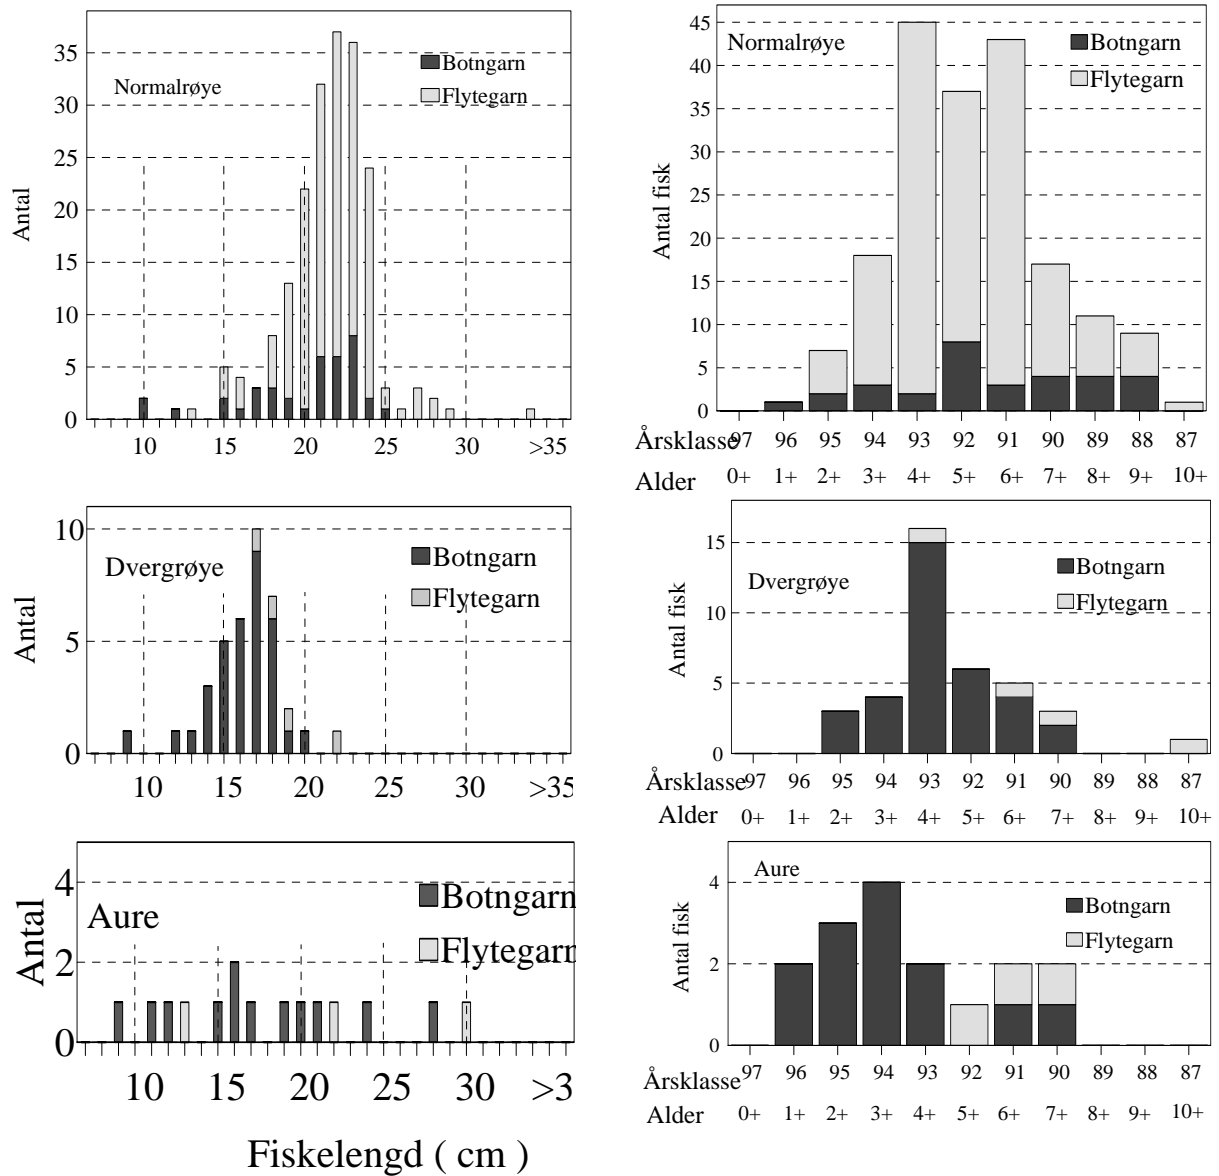 Normalrøye
Botngarn
Flytegarn
Antal
35
30
25
20
15
10
5
0
10 15 20 25 30 >35
Normalrøye
Botngarn
Flytegarn
Antal fisk
45
40
35
30
25
20
15
10
5
0
Årsklasse 97 96 95 94 93 92 91 90 89 88 87
Alder 0+ 1+ 2+ 3+ 4+ 5+ 6+ 7+ 8+ 9+ 10+
Dvergrøye
Botngarn
Flytegarn
Antal
10
5
0
10 15 20 25 30 >35
Dvergrøye
Botngarn
Flytegarn
Antal fisk
15
10
5
0
Årsklasse 97 96 95 94 93 92 91 90 89 88 87
Alder 0+ 1+ 2+ 3+ 4+ 5+ 6+ 7+ 8+ 9+ 10+
Aure
Botngarn
Flytegarn
Antal
4
2
0
10 15 20 25 30 >3
Fiskelengd ( cm )
Aure
Botngarn
Flytegarn
Antal fisk
4
2
0
Årsklasse 97 96 95 94 93 92 91 90 89 88 87
Alder 0+ 1+ 2+ 3+ 4+ 5+ 6+ 7+ 8+ 9+ 10+